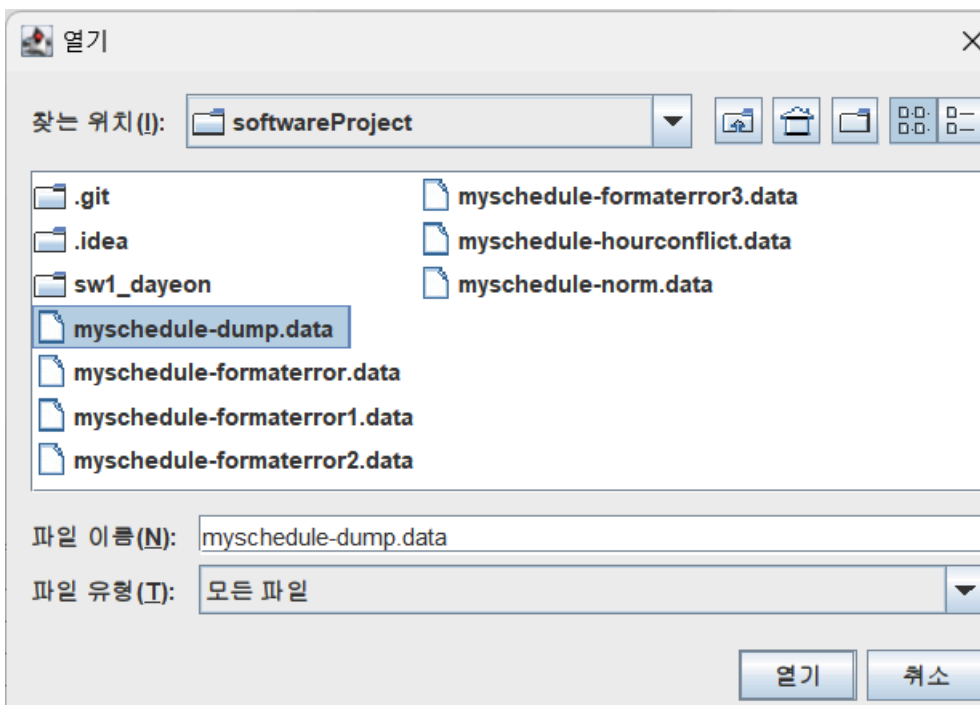 열기
찾는 위치(I): softwareProject
.git
.idea
sw1_dayeon
myschedule-dump.data
myschedule-formaterror.data
myschedule-formaterror1.data
myschedule-formaterror2.data
myschedule-formaterror3.data
myschedule-hourconflict.data
myschedule-norm.data
파일 이름(N): myschedule-dump.data
파일 유형(T): 모든 파일
열기 취소